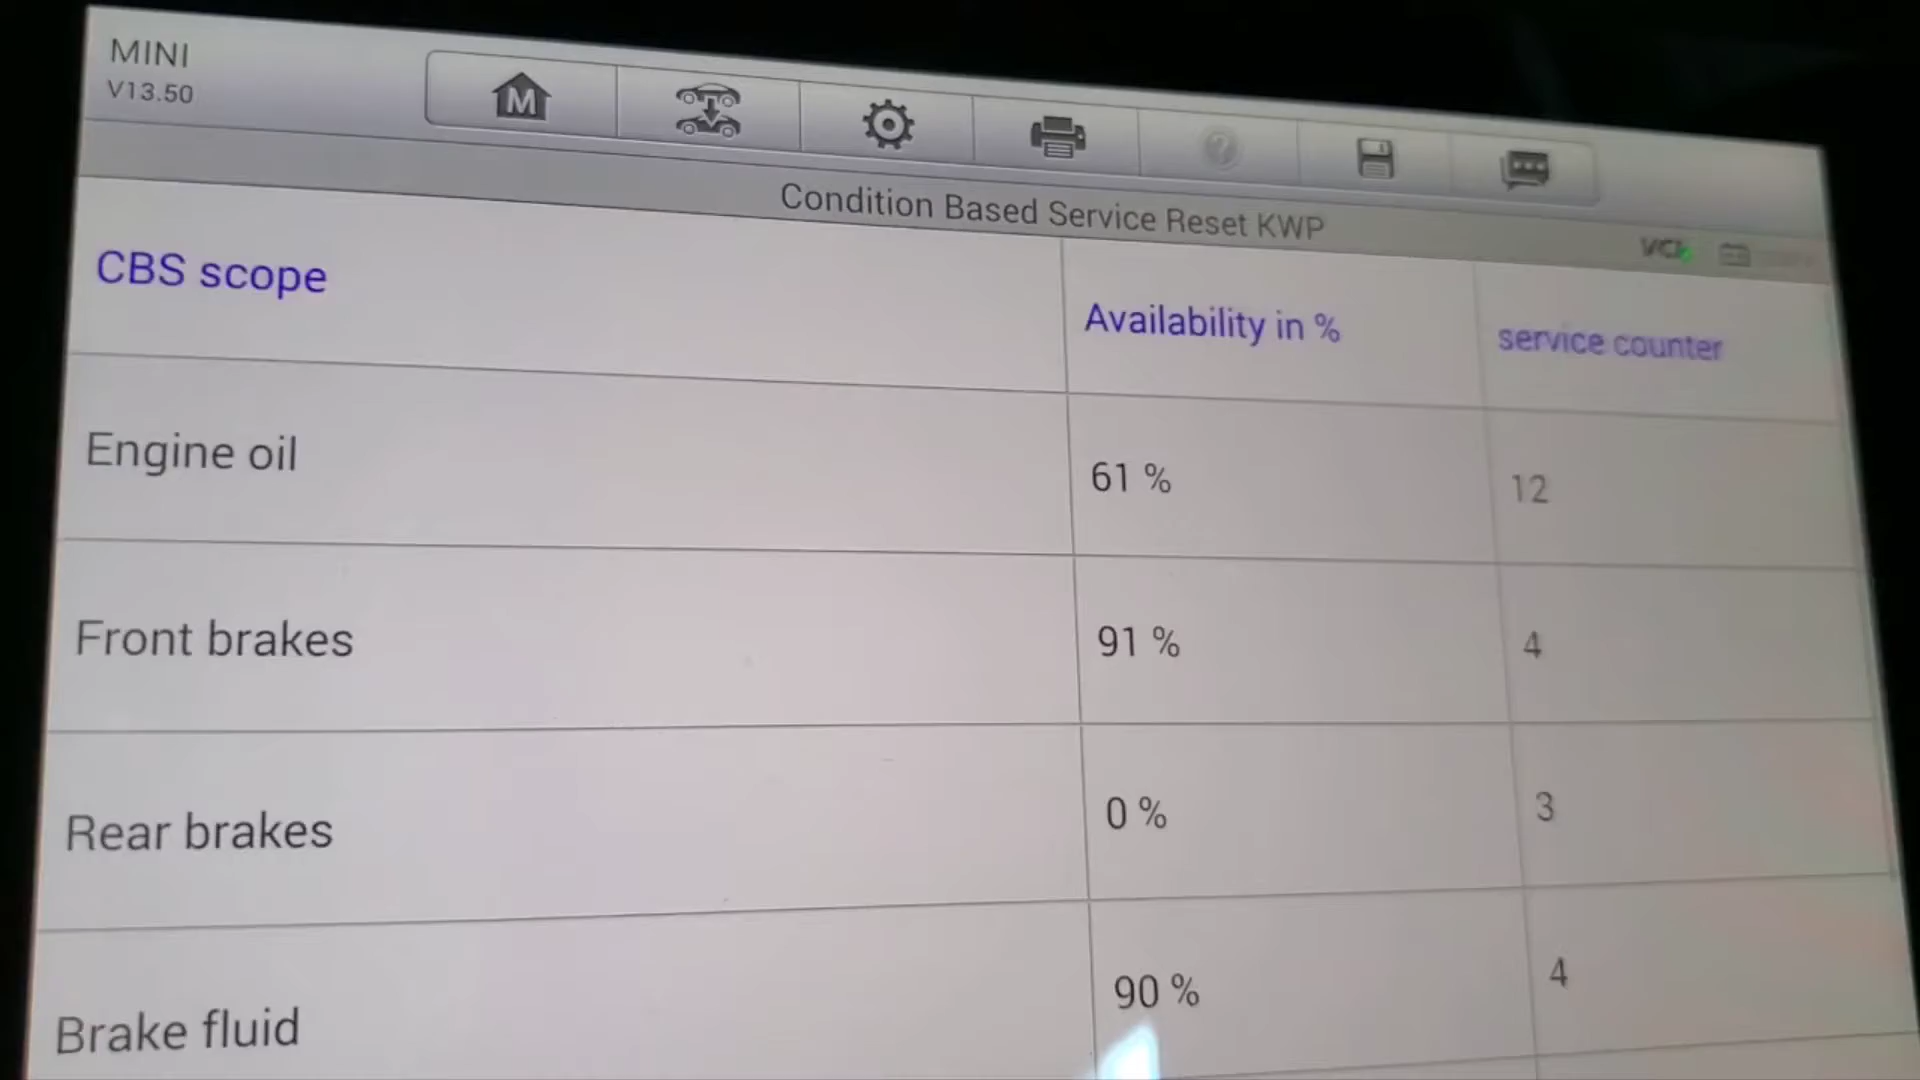 MINI
V13.50
M
?
Condition Based Service Reset KWP
VCI
CBS scope
Availability in %
service counter
Engine oil
61 %
12
Front brakes
91 %
4
Rear brakes
0 %
3
Brake fluid
90 %
4